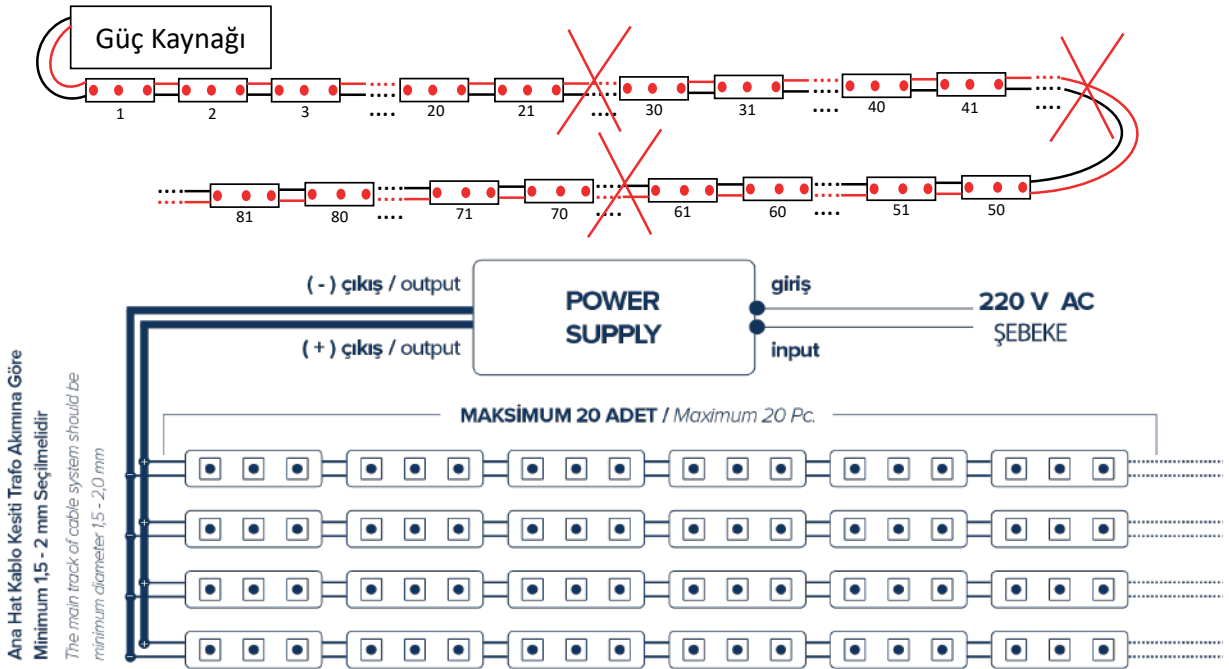 Güç Kaynağı
1 2 3 20 21 30 31 40 41
81 80 71 70 61 60 51 50
( - ) çıkış / output
( + ) çıkış / output
POWER
SUPPLY
giriş
input
220 V AC
ŞEBEKE
Ana Hat Kablo Kesiti Trafo Akımına Göre
Minimum 1,5 - 2 mm Seçilmelidir
The main track of cable system should be
minimum diameter 1,5 - 2,0 mm
MAKSİMUM 20 ADET / Maximum 20 Pc.
+
−
+
−
+
−
+
−